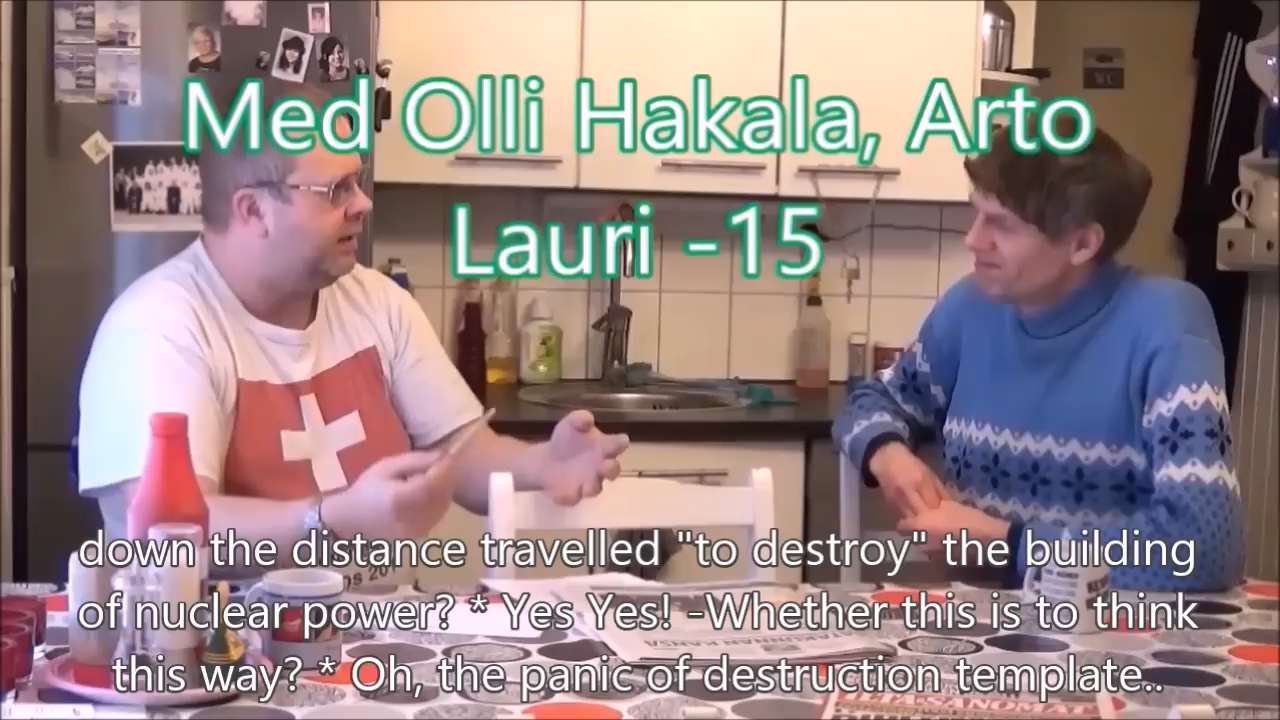 Med Olli Hakala, Arto
Lauri -15
WC
down the distance travelled "to destroy" the building
of nuclear power? * Yes Yes! -Whether this is to think
this way? * Oh, the panic of destruction template..